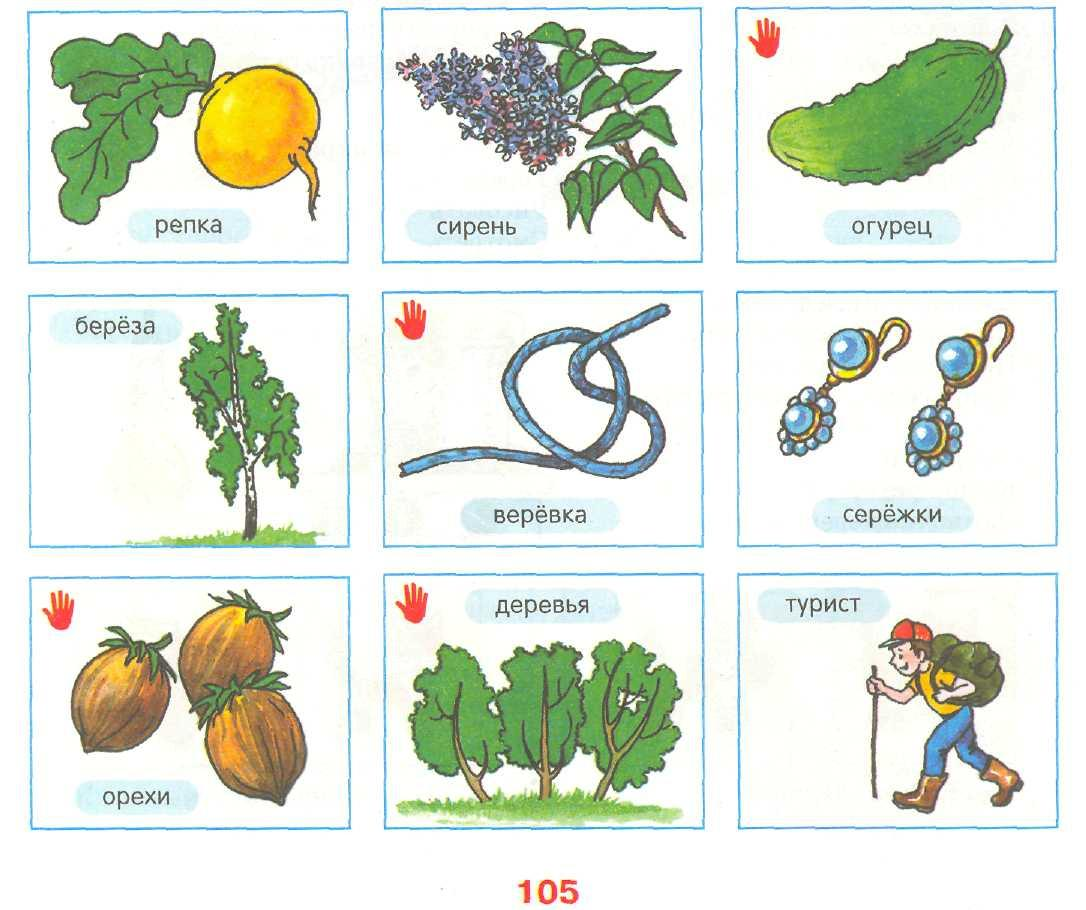 репка
сирень
огурец
берёза
верёвка
серёжки
орехи
деревья
турист
105